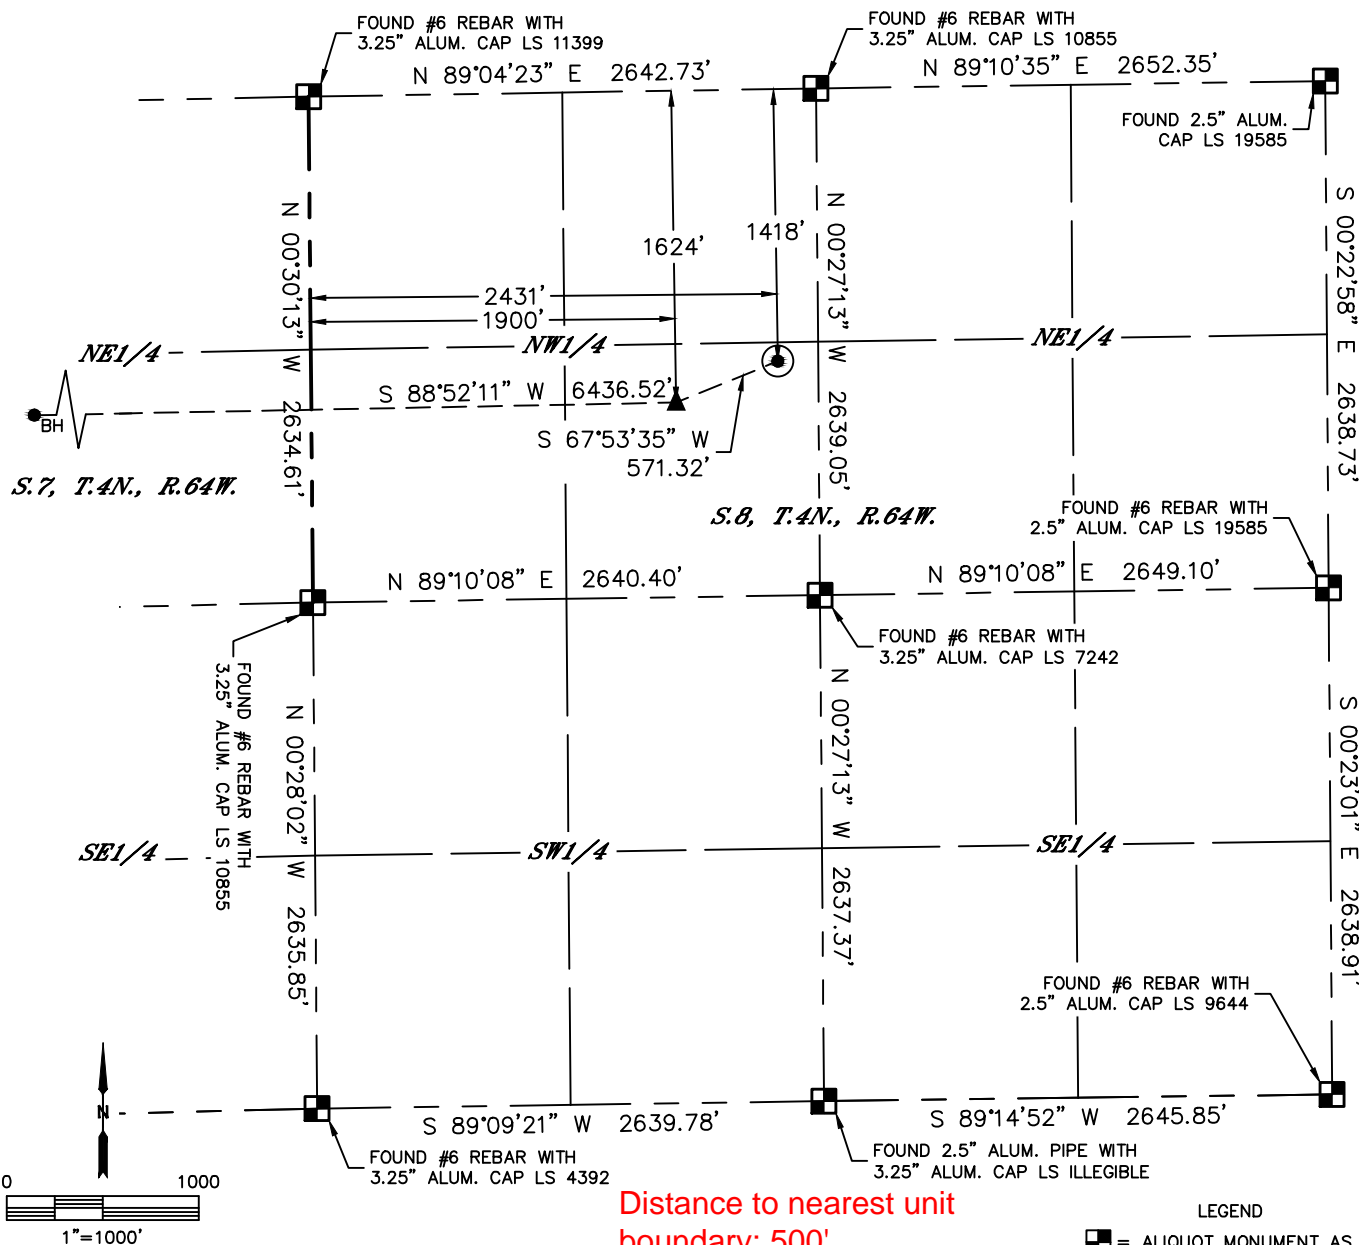 FOUND #6 REBAR WITH
3.25" ALUM. CAP LS 11399
FOUND #6 REBAR WITH
3.25" ALUM. CAP LS 10855
N 89°04'23" E 2642.73'
N 89°10'35" E 2652.35'
FOUND 2.5" ALUM.
CAP LS 19585
N 00°30'13" W 2634.61'
N 00°27'13" W 2639.05'
S 00°22'58" E 2638.73'
1624'
1418'
2431'
1900'
NE1/4
NW1/4
NE1/4
S 88°52'11" W 6436.52'
BH
S 67°53'35" W
571.32'
S.7, T.4N., R.64W.
S.8, T.4N., R.64W.
FOUND #6 REBAR WITH
2.5" ALUM. CAP LS 19585
N 89°10'08" E 2640.40'
N 89°10'08" E 2649.10'
FOUND #6 REBAR WITH
3.25" ALUM. CAP LS 7242
FOUND #6 REBAR WITH
3.25" ALUM. CAP LS 10855
N 00°28'02" W 2635.85'
N 00°27'13" W 2637.37'
S 00°23'01" E 2638.91'
SE1/4
SW1/4
SE1/4
FOUND #6 REBAR WITH
2.5" ALUM. CAP LS 9644
N
S 89°09'21" W 2639.78'
S 89°14'52" W 2645.85'
FOUND #6 REBAR WITH
3.25" ALUM. CAP LS 4392
FOUND 2.5" ALUM. PIPE WITH
3.25" ALUM. CAP LS ILLEGIBLE
0 1000
1"=1000'
Distance to nearest unit
boundary: 500'
LEGEND
= ALIQUOT MONUMENT AS